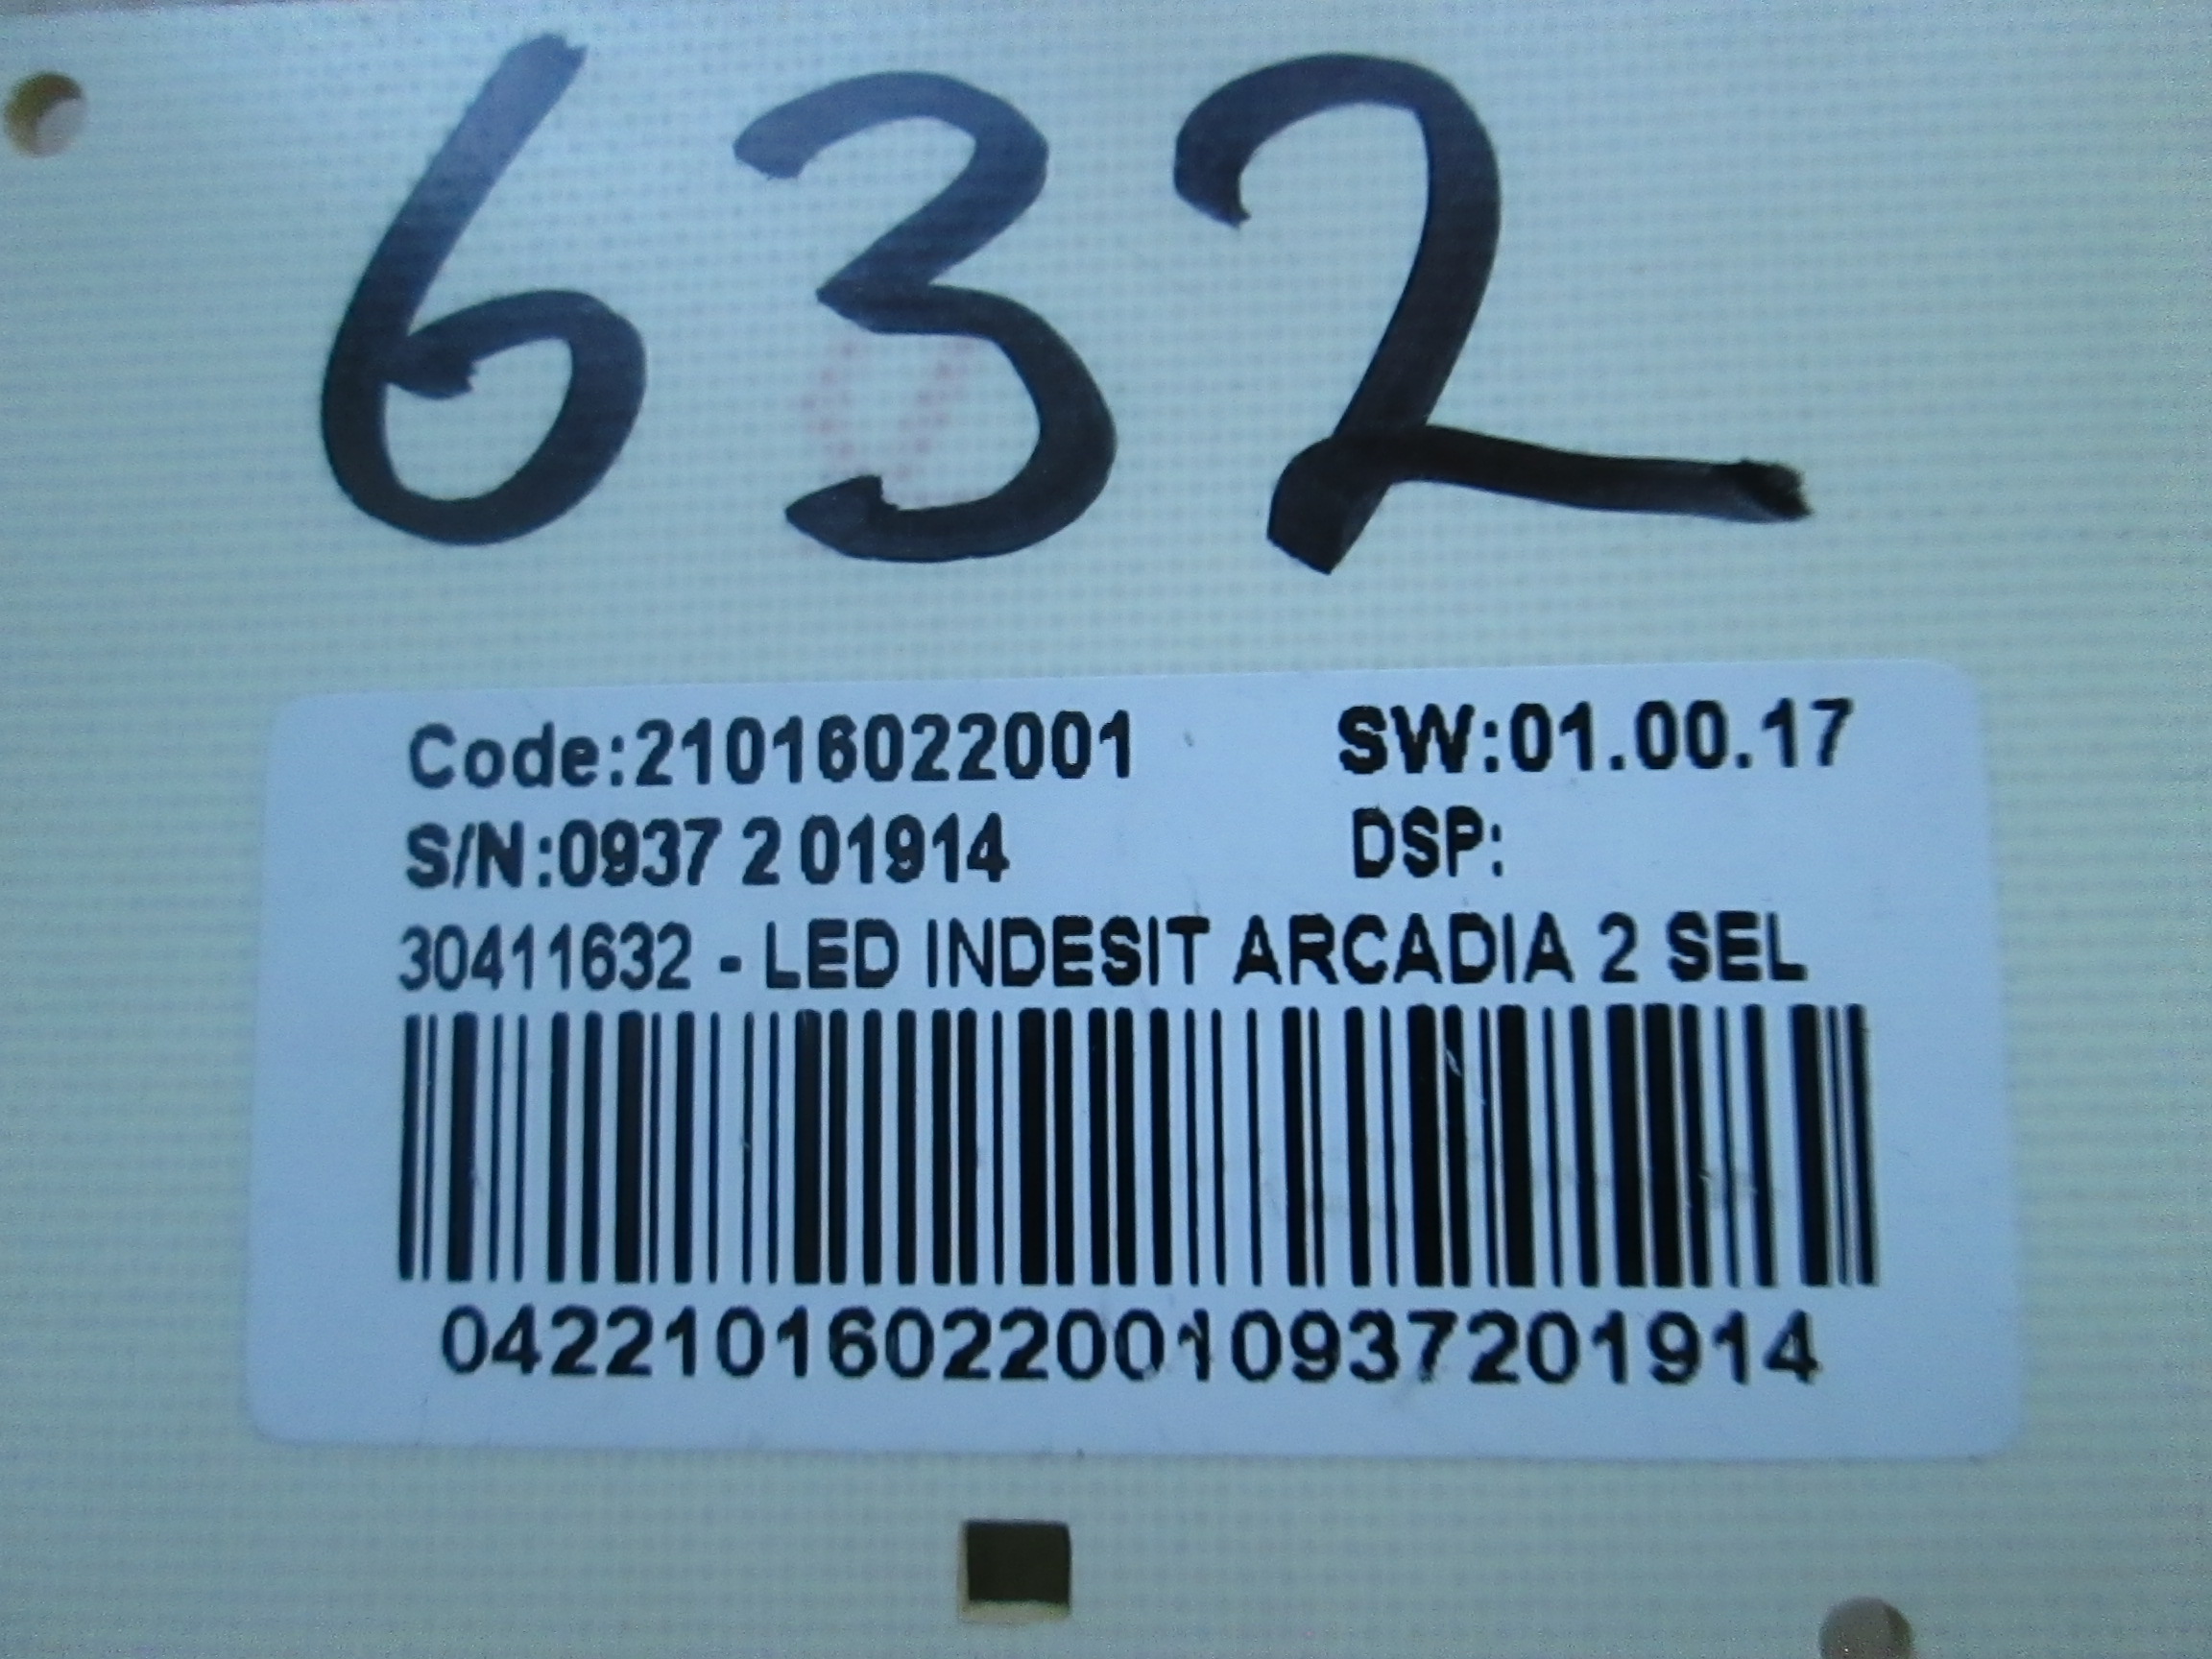 632
Code:21016022001 SW:01.00.17
S/N:0937 2 01914 DSP:
30411632 - LED INDESIT ARCADIA 2 SEL
042210160220010937201914